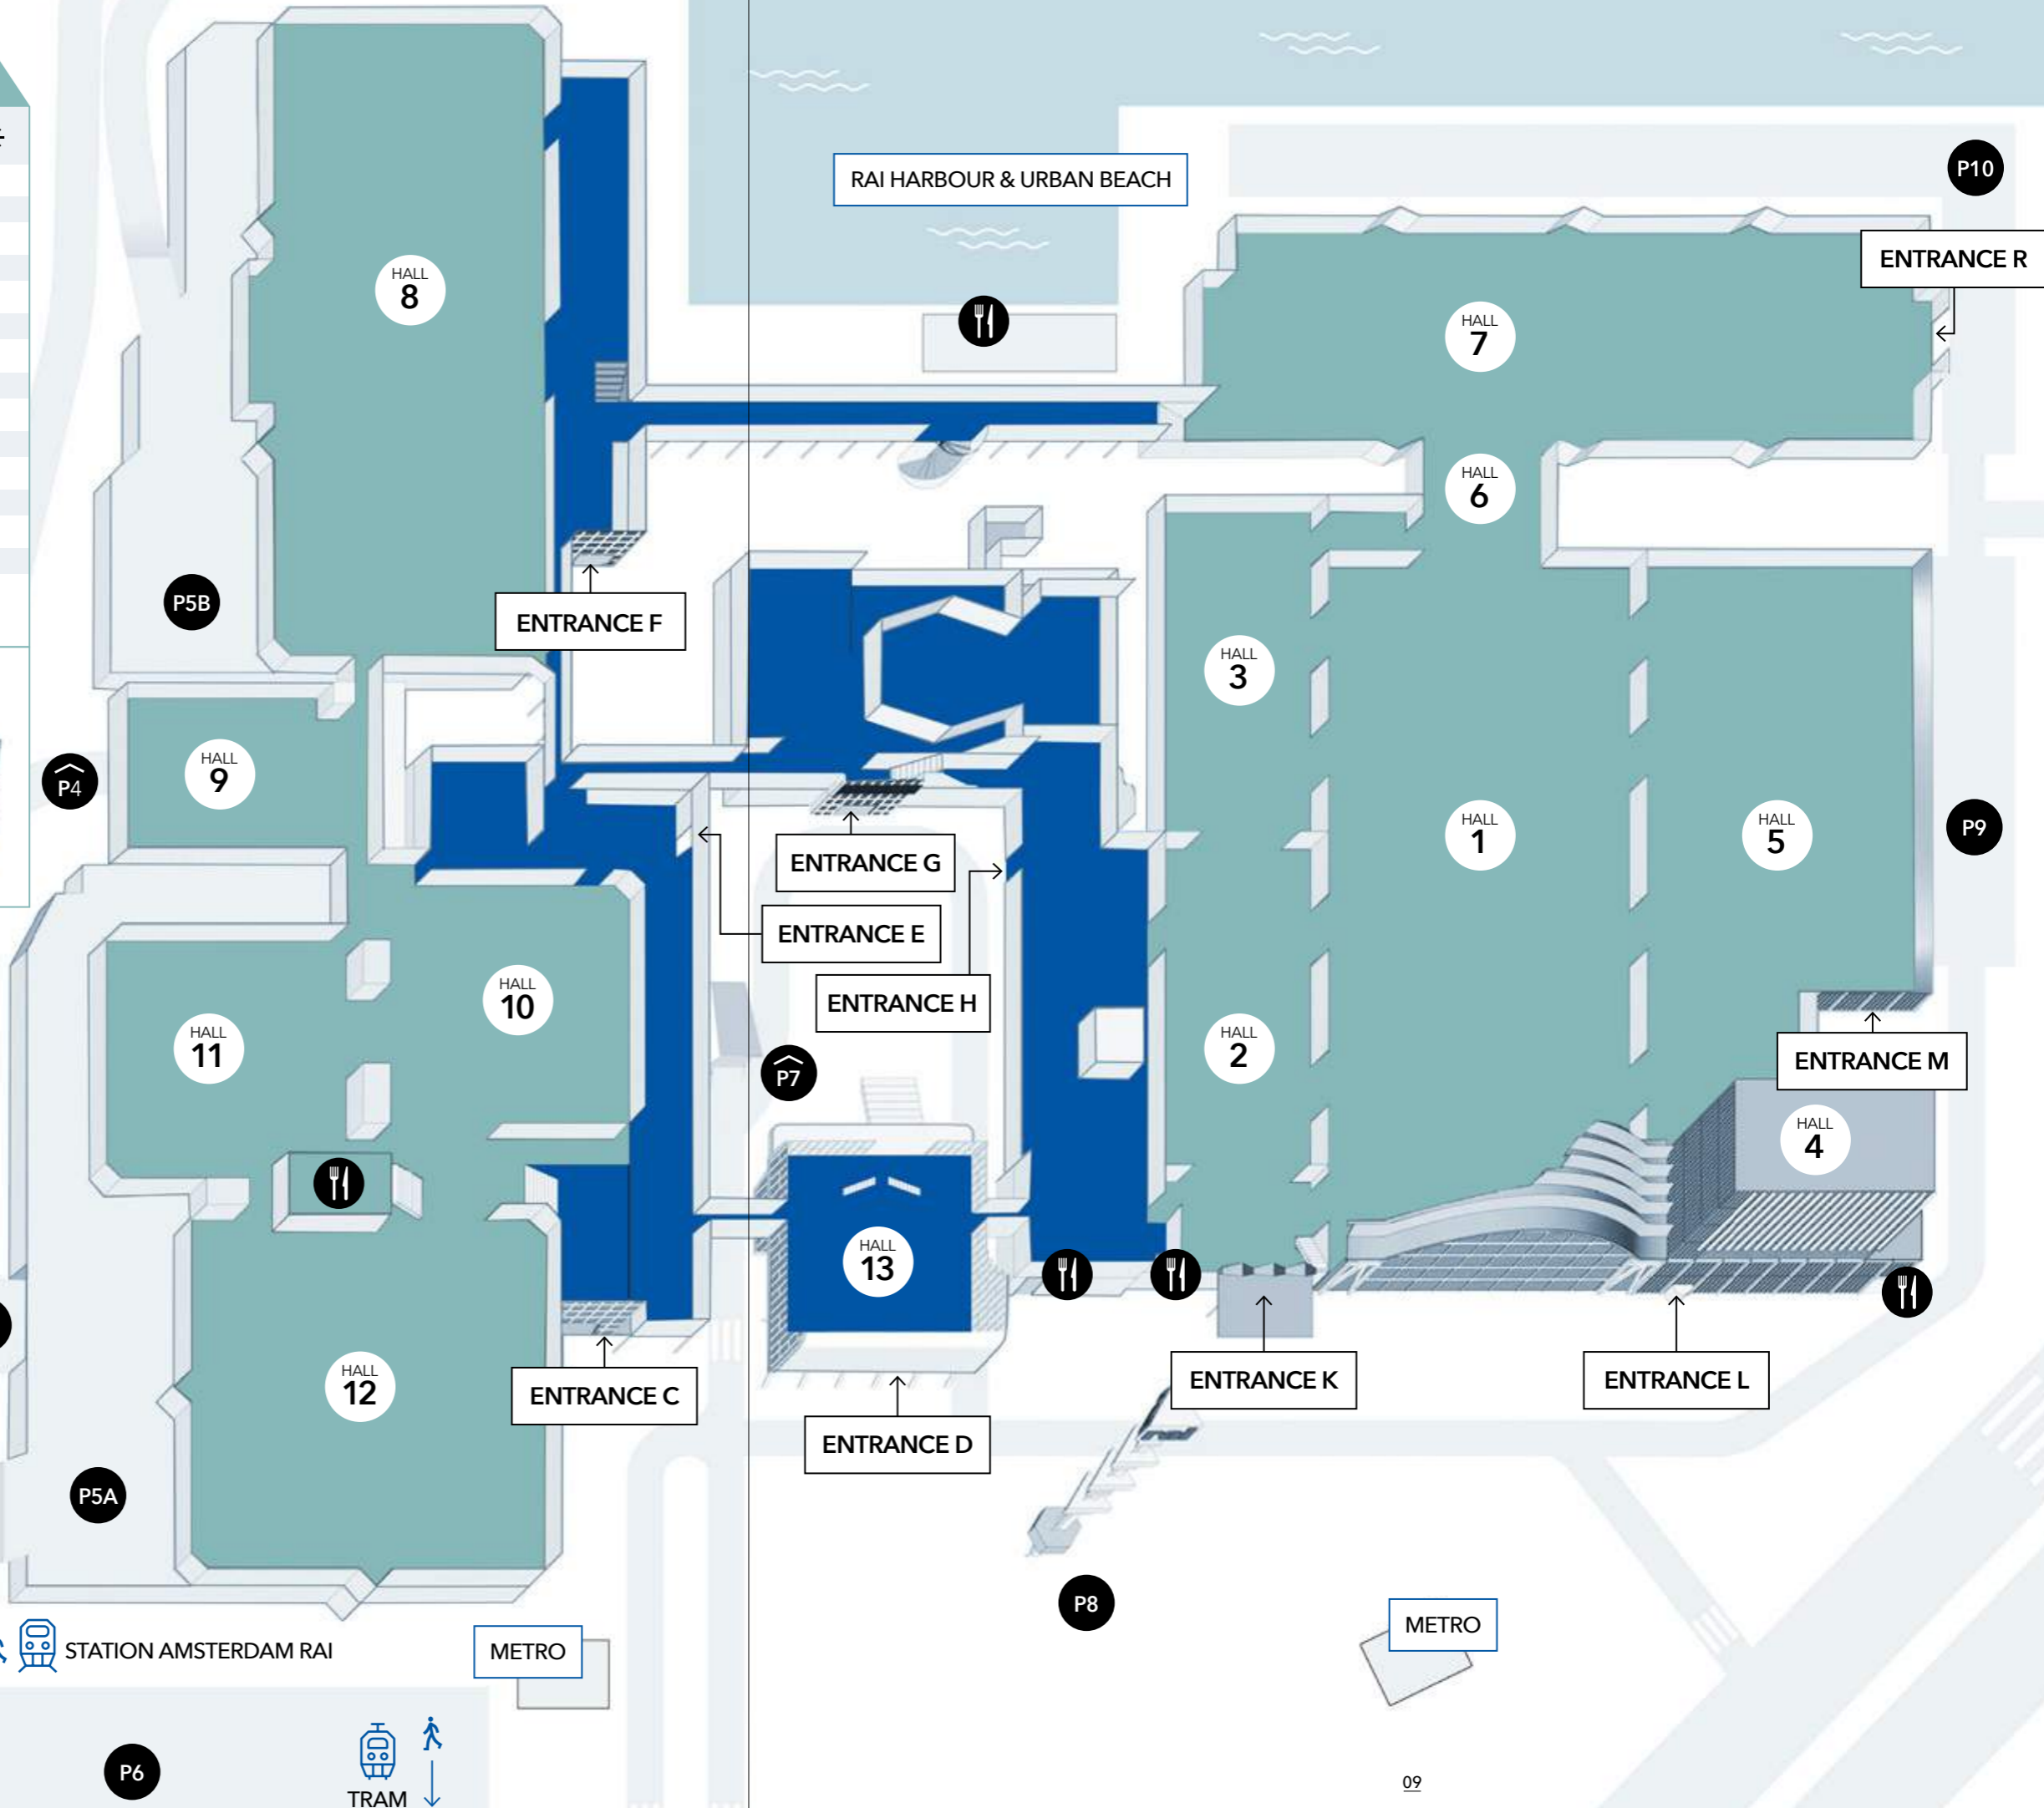 RAI HARBOUR & URBAN BEACH
P10
ENTRANCE R
HALL
8
HALL
7
HALL
6
P5B
ENTRANCE F
HALL
3
HALL
9
P4
HALL
1
HALL
5
P9
ENTRANCE G
ENTRANCE E
ENTRANCE H
HALL
10
HALL
11
HALL
2
ENTRANCE M
P7
HALL
4
HALL
13
HALL
12
ENTRANCE C
ENTRANCE K
ENTRANCE L
ENTRANCE D
P5A
P8
STATION AMSTERDAM RAI
METRO
METRO
P6
TRAM
09